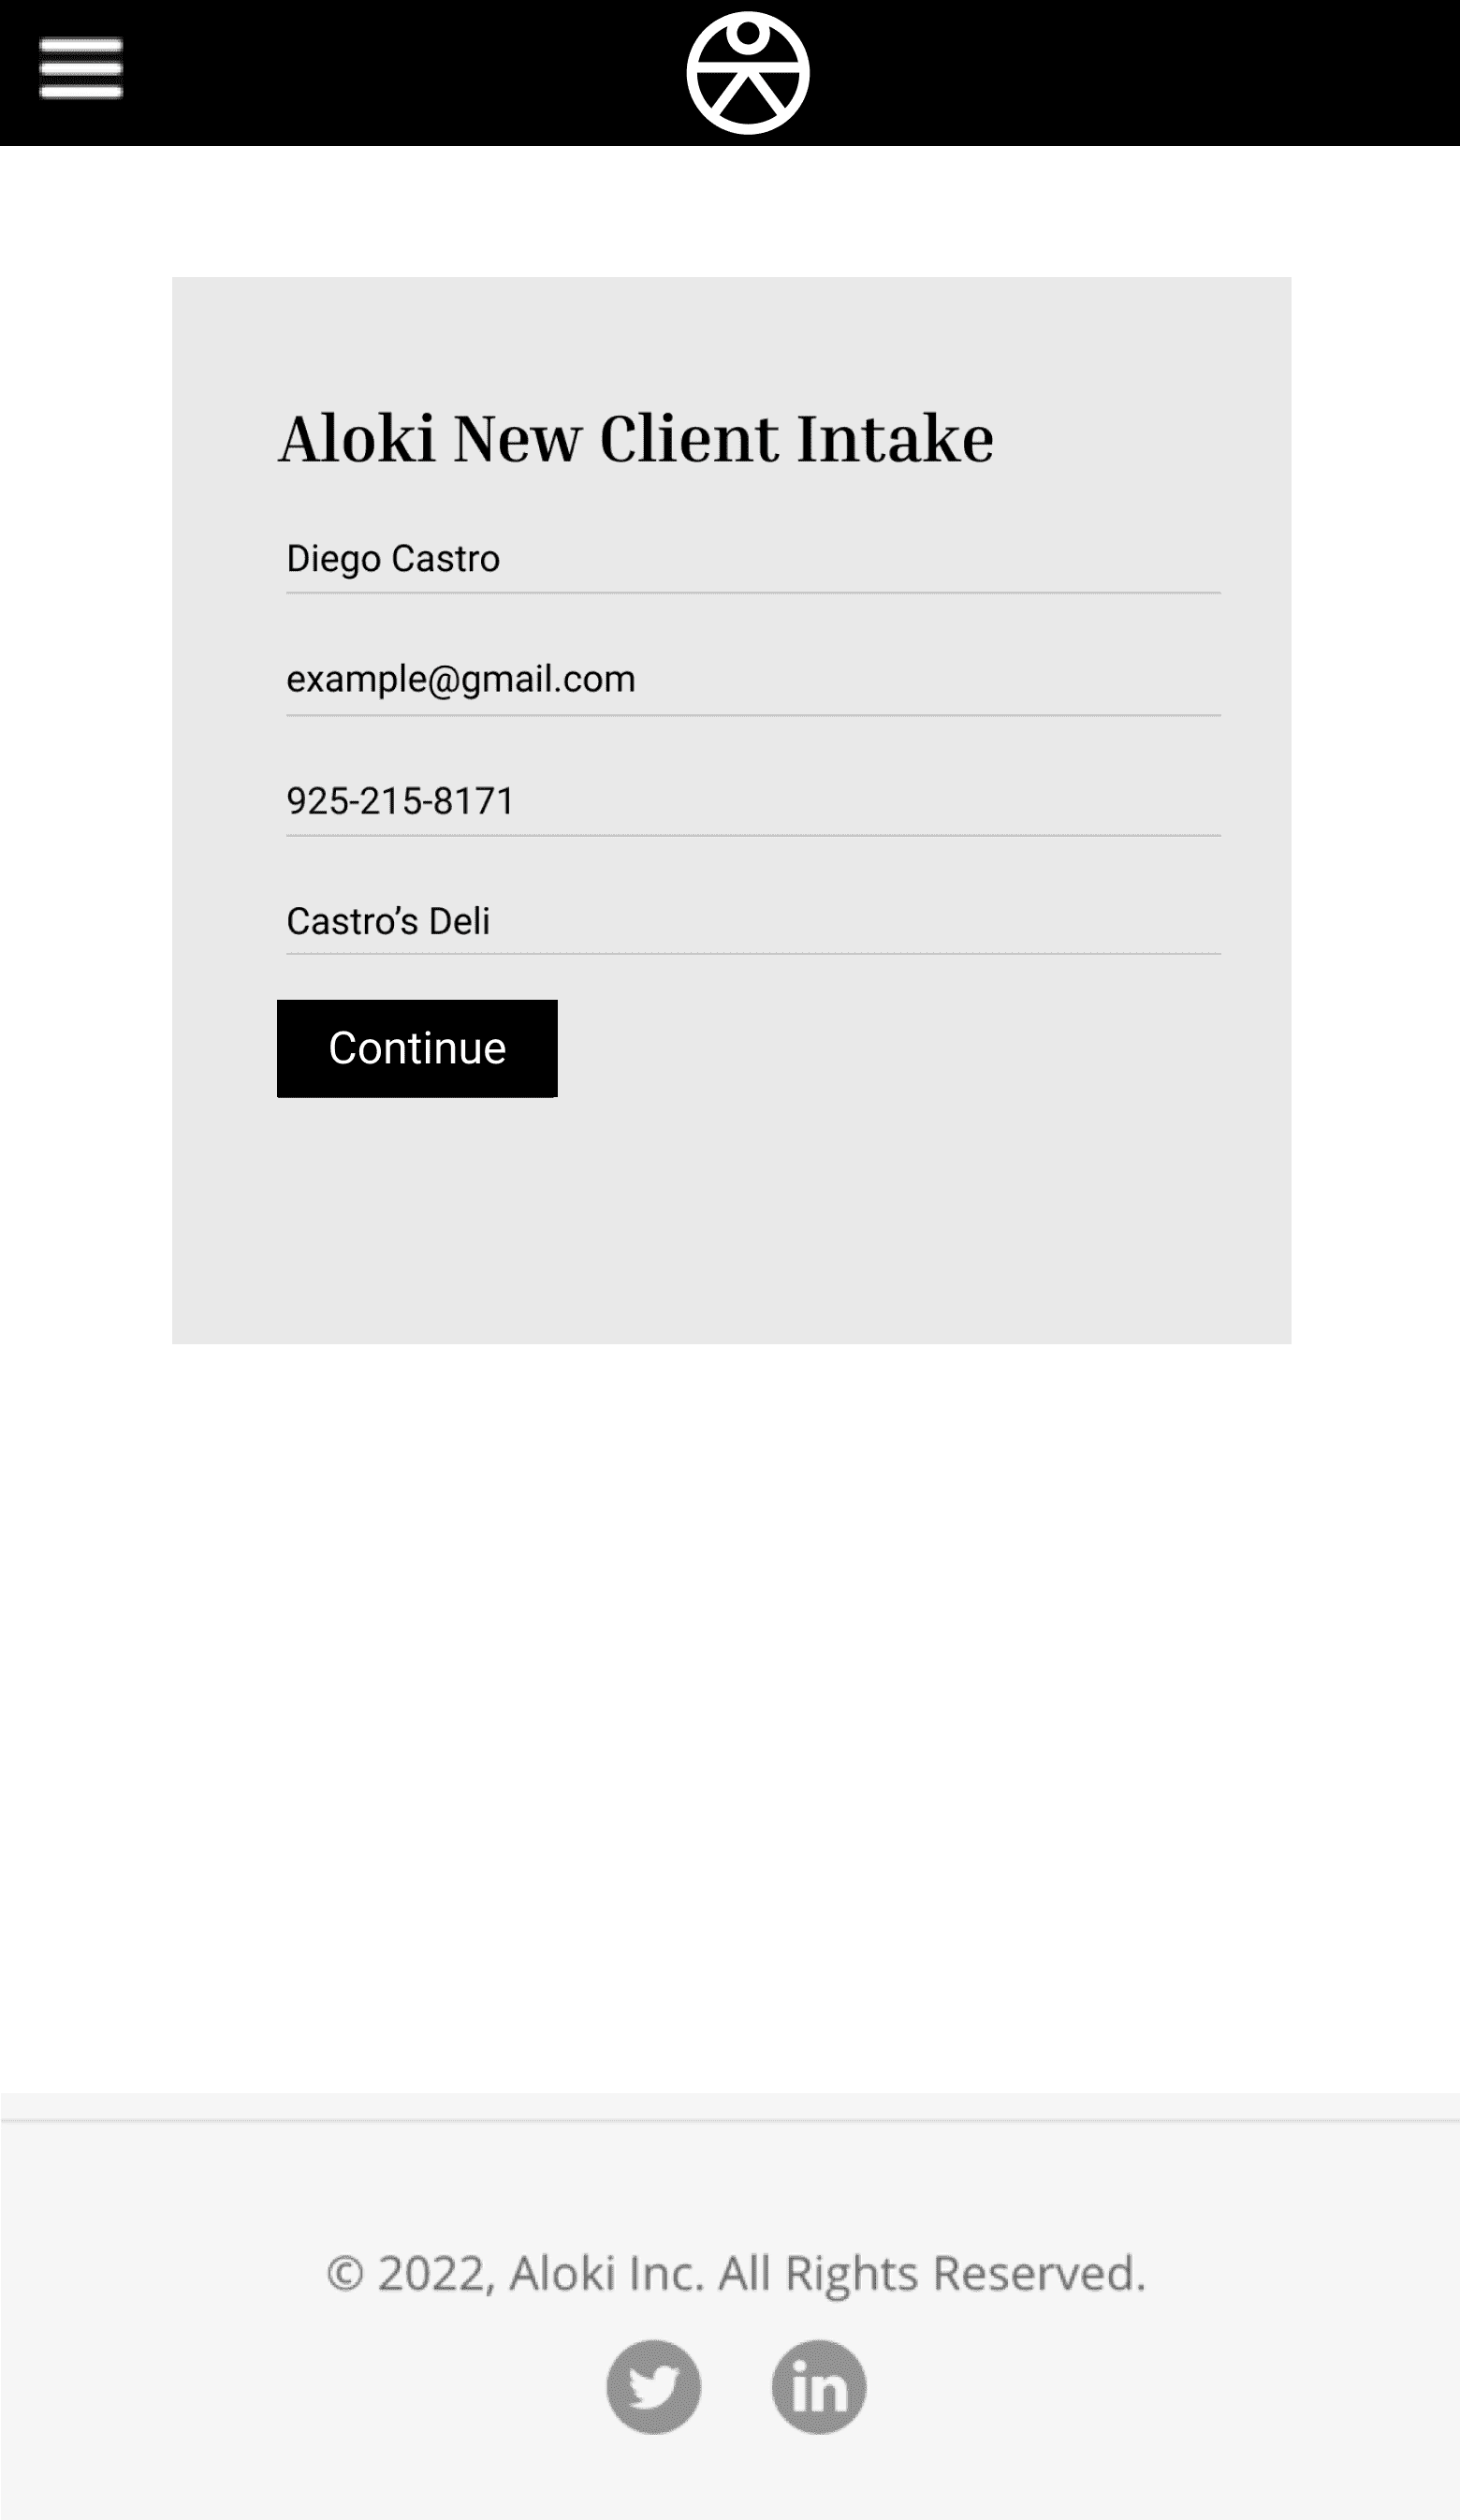 Aloki New Client Intake
Diego Castro
example@gmail.com
925-215-8171
Castro’s Deli
Continue
© 2022, Aloki Inc. All Rights Reserved.
in